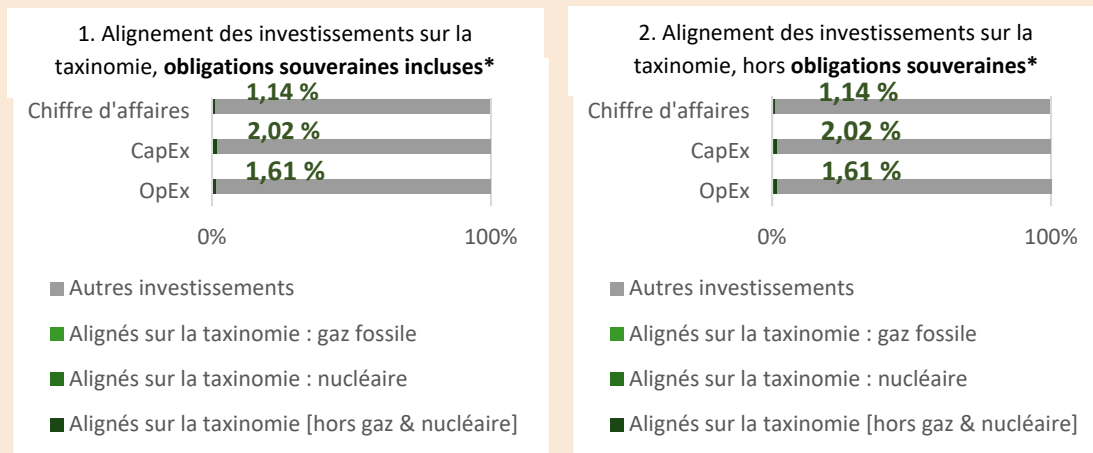 1. Alignement des investissements sur la
taxinomie, obligations souveraines incluses*
1,14 %
Chiffre d'affaires
2,02 %
CapEx
1,61 %
OpEx
0%
100%
Autres investissements
Alignés sur la taxinomie : gaz fossile
Alignés sur la taxinomie : nucléaire
Alignés sur la taxinomie [hors gaz & nucléaire]
2. Alignement des investissements sur la
taxinomie, hors obligations souveraines*
1,14 %
Chiffre d'affaires
2,02 %
CapEx
1,61 %
OpEx
0%
100%
Autres investissements
Alignés sur la taxinomie : gaz fossile
Alignés sur la taxinomie : nucléaire
Alignés sur la taxinomie [hors gaz & nucléaire]